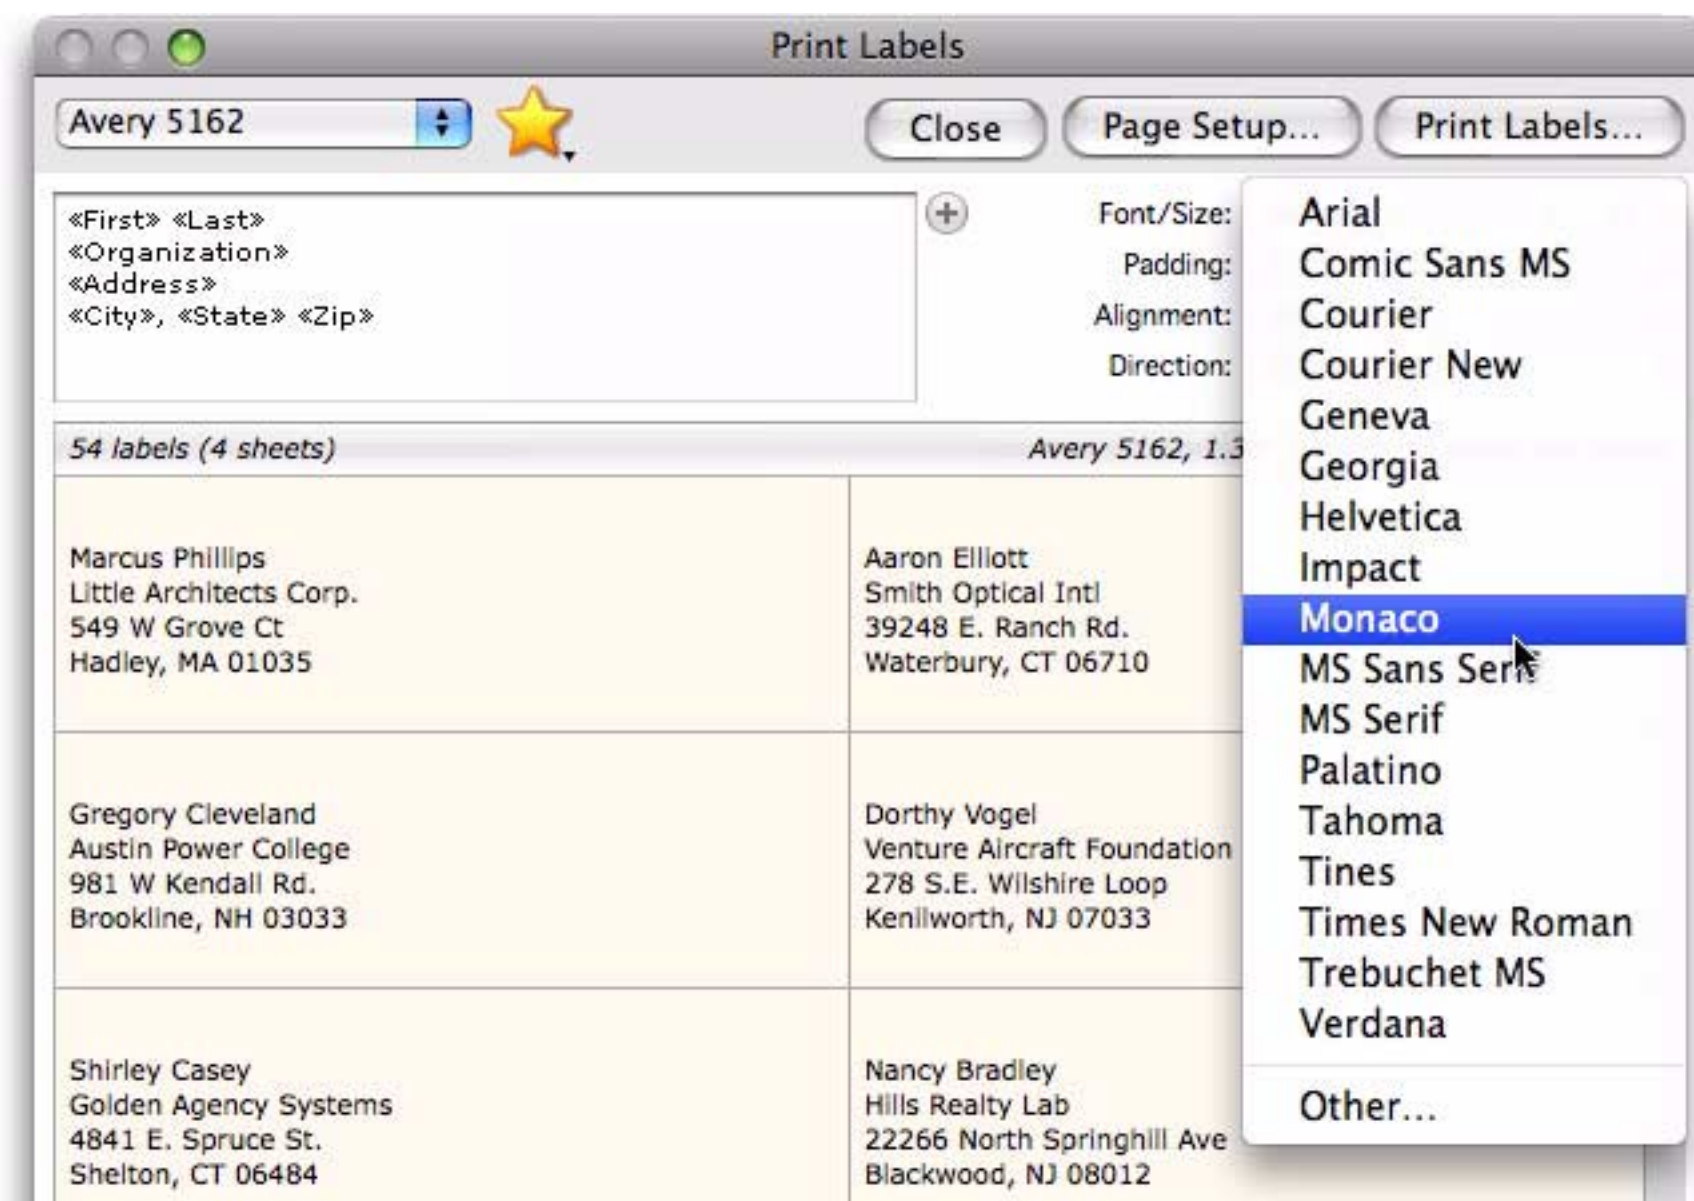 Print Labels
Avery 5162
Close
Page Setup...
Print Labels...
«First» «Last»
«Organization»
«Address»
«City», «State» «Zip»
Font/Size:
Padding:
Alignment:
Direction:
54 labels (4 sheets)
Avery 5162, 1.3
Marcus Phillips
Little Architects Corp.
549 W Grove Ct
Hadley, MA 01035
Aaron Elliott
Smith Optical Intl
39248 E. Ranch Rd.
Waterbury, CT 06710
Gregory Cleveland
Austin Power College
981 W Kendall Rd.
Brookline, NH 03033
Dorthy Vogel
Venture Aircraft Foundation
278 S.E. Wilshire Loop
Kenilworth, NJ 07033
Shirley Casey
Golden Agency Systems
4841 E. Spruce St.
Shelton, CT 06484
Nancy Bradley
Hills Realty Lab
22266 North Springhill Ave
Blackwood, NJ 08012
Arial
Comic Sans MS
Courier
Courier New
Geneva
Georgia
Helvetica
Impact
Monaco
MS Sans Serif
MS Serif
Palatino
Tahoma
Tines
Times New Roman
Trebuchet MS
Verdana
Other...